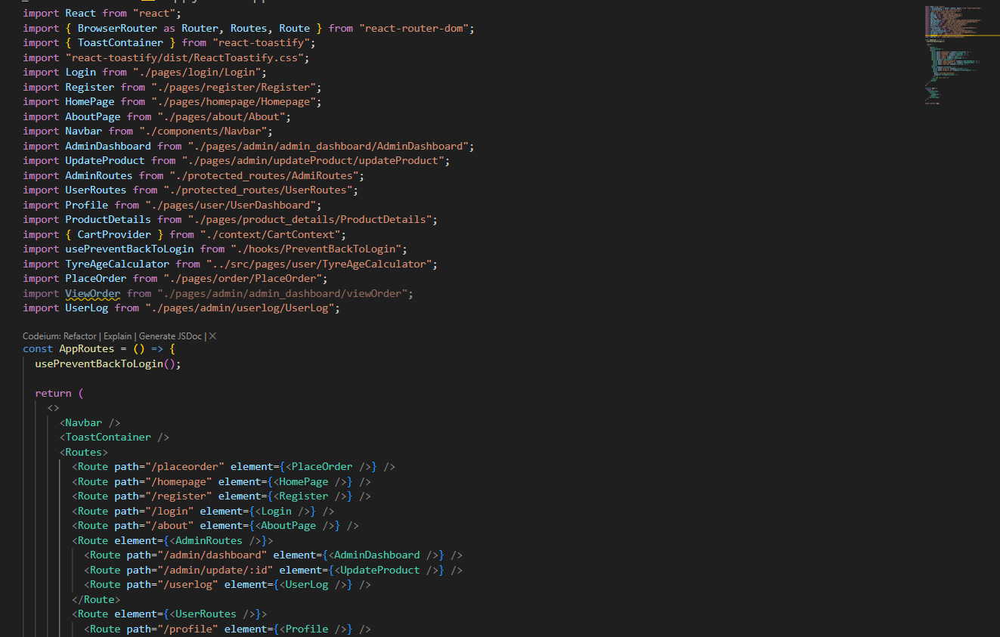 import React from "react";
import { BrowserRouter as Router, Routes, Route } from "react-router-dom";
import { ToastContainer } from "react-toastify";
import "react-toastify/dist/ReactToastify.css";
import Login from "./pages/login/Login";
import Register from "./pages/register/Register";
import HomePage from "./pages/homepage/Homepage";
import AboutPage from "./pages/about/About";
import Navbar from "./components/Navbar";
import AdminDashboard from "./pages/admin/admin_dashboard/AdminDashboard";
import UpdateProduct from "./pages/admin/updateProduct/updateProduct";
import AdminRoutes from "./protected_routes/AdmiRoutes";
import UserRoutes from "./protected_routes/UserRoutes";
import Profile from "./pages/user/UserDashboard";
import ProductDetails from "./pages/product_details/ProductDetails";
import { CartProvider } from "./context/CartContext";
import usePreventBackToLogin from "./hooks/PreventBackToLogin";
import TyreAgeCalculator from "../src/pages/user/TyreAgeCalculator";
import PlaceOrder from "./pages/order/PlaceOrder";
import ViewOrder from "./pages/admin/admin_dashboard/viewOrder";
import UserLog from "./pages/admin/userlog/UserLog";
Codeium: Refactor | Explain | Generate JSDoc | X
const AppRoutes = () => {
usePreventBackToLogin();
return (
<>
<Navbar />
<ToastContainer />
<Routes>
<Route path="/placeorder" element={<PlaceOrder />} />
<Route path="/homepage" element={<HomePage />} />
<Route path="/register" element={<Register />} />
<Route path="/login" element={<Login />} />
<Route path="/about" element={<AboutPage />} />
<Route element={<AdminRoutes />}>
<Route path="/admin/dashboard" element={<AdminDashboard />} />
<Route path="/admin/update/:id" element={<UpdateProduct />} />
<Route path="/userlog" element={<UserLog />} />
</Route>
<Route element={<UserRoutes />}>
<Route path="/profile" element={<Profile />} />